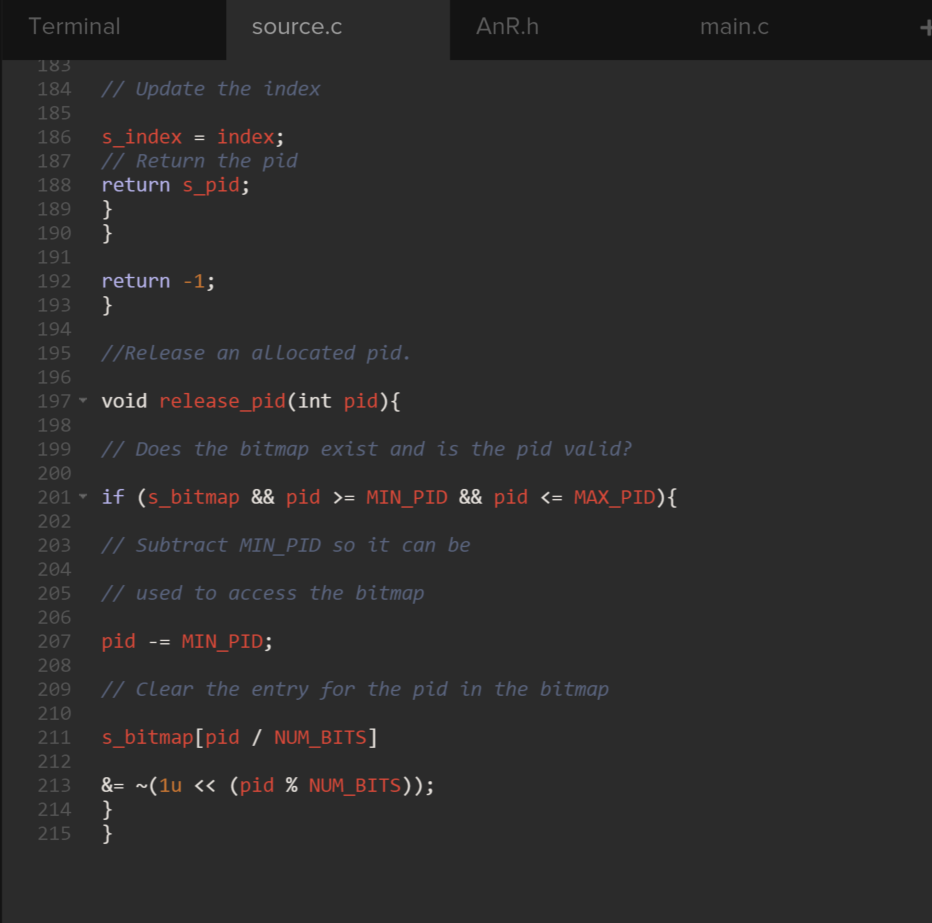 Terminal source.c AnR.h main.c +
183
184 // Update the index
185
186 s_index = index;
187 // Return the pid
188 return s_pid;
189 }
190 }
191
192 return -1;
193 }
194
195 //Release an allocated pid.
196
197 void release_pid(int pid){
198
199 // Does the bitmap exist and is the pid valid?
200
201 if (s_bitmap && pid >= MIN_PID && pid <= MAX_PID){
202
203 // Subtract MIN_PID so it can be
204
205 // used to access the bitmap
206
207 pid -= MIN_PID;
208
209 // Clear the entry for the pid in the bitmap
210
211 s_bitmap[pid / NUM_BITS]
212
213 &= ~(1u << (pid % NUM_BITS));
214 }
215 }